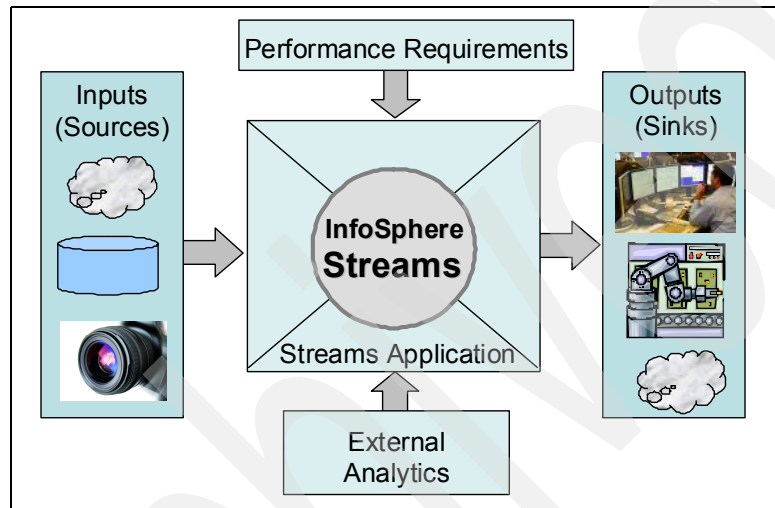 Performance Requirements
Inputs
(Sources)
Outputs
(Sinks)
InfoSphere
Streams
Streams Application
External
Analytics